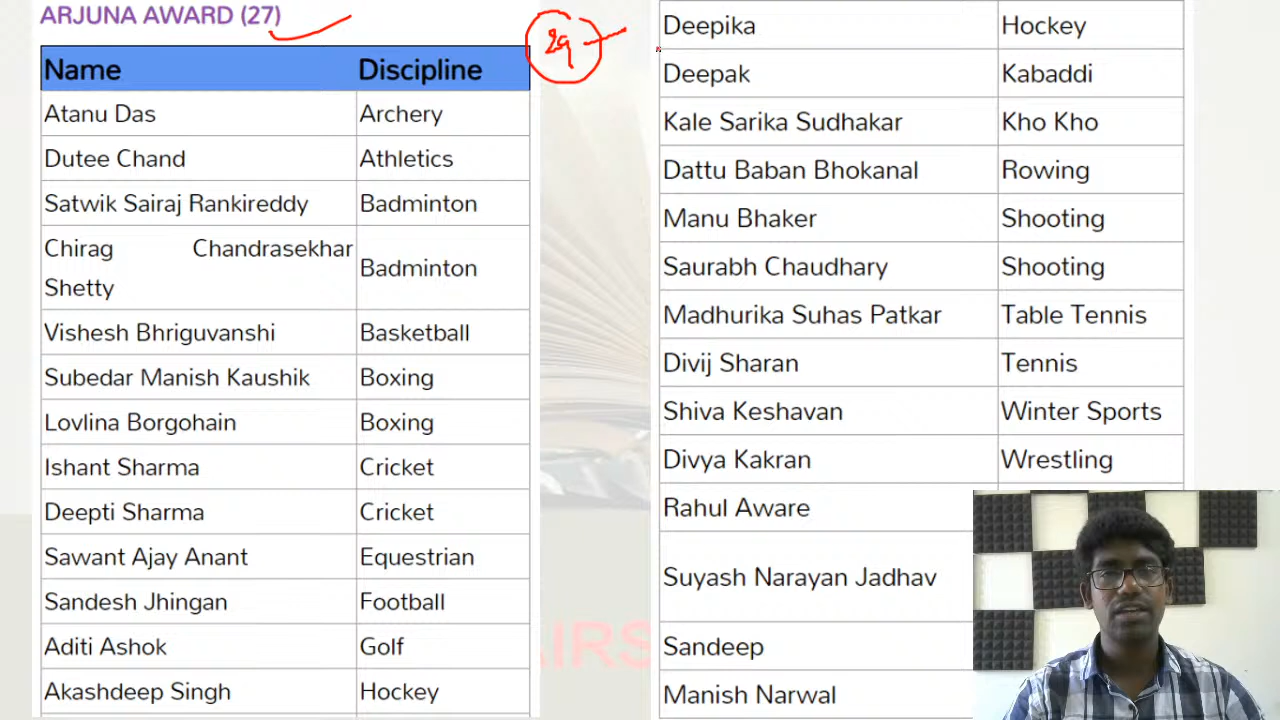 ARJUNA AWARD (27)
29
Name Discipline
Atanu Das Archery
Dutee Chand Athletics
Satwik Sairaj Rankireddy Badminton
Chirag Chandrasekhar
Shetty Badminton
Vishesh Bhriguvanshi Basketball
Subedar Manish Kaushik Boxing
Lovlina Borgohain Boxing
Ishant Sharma Cricket
Deepti Sharma Cricket
Sawant Ajay Anant Equestrian
Sandesh Jhingan Football
Aditi Ashok Golf
Akashdeep Singh Hockey
Deepika Hockey
Deepak Kabaddi
Kale Sarika Sudhakar Kho Kho
Dattu Baban Bhokanal Rowing
Manu Bhaker Shooting
Saurabh Chaudhary Shooting
Madhurika Suhas Patkar Table Tennis
Divij Sharan Tennis
Shiva Keshavan Winter Sports
Divya Kakran Wrestling
Rahul Aware
Suyash Narayan Jadhav
Sandeep
Manish Narwal